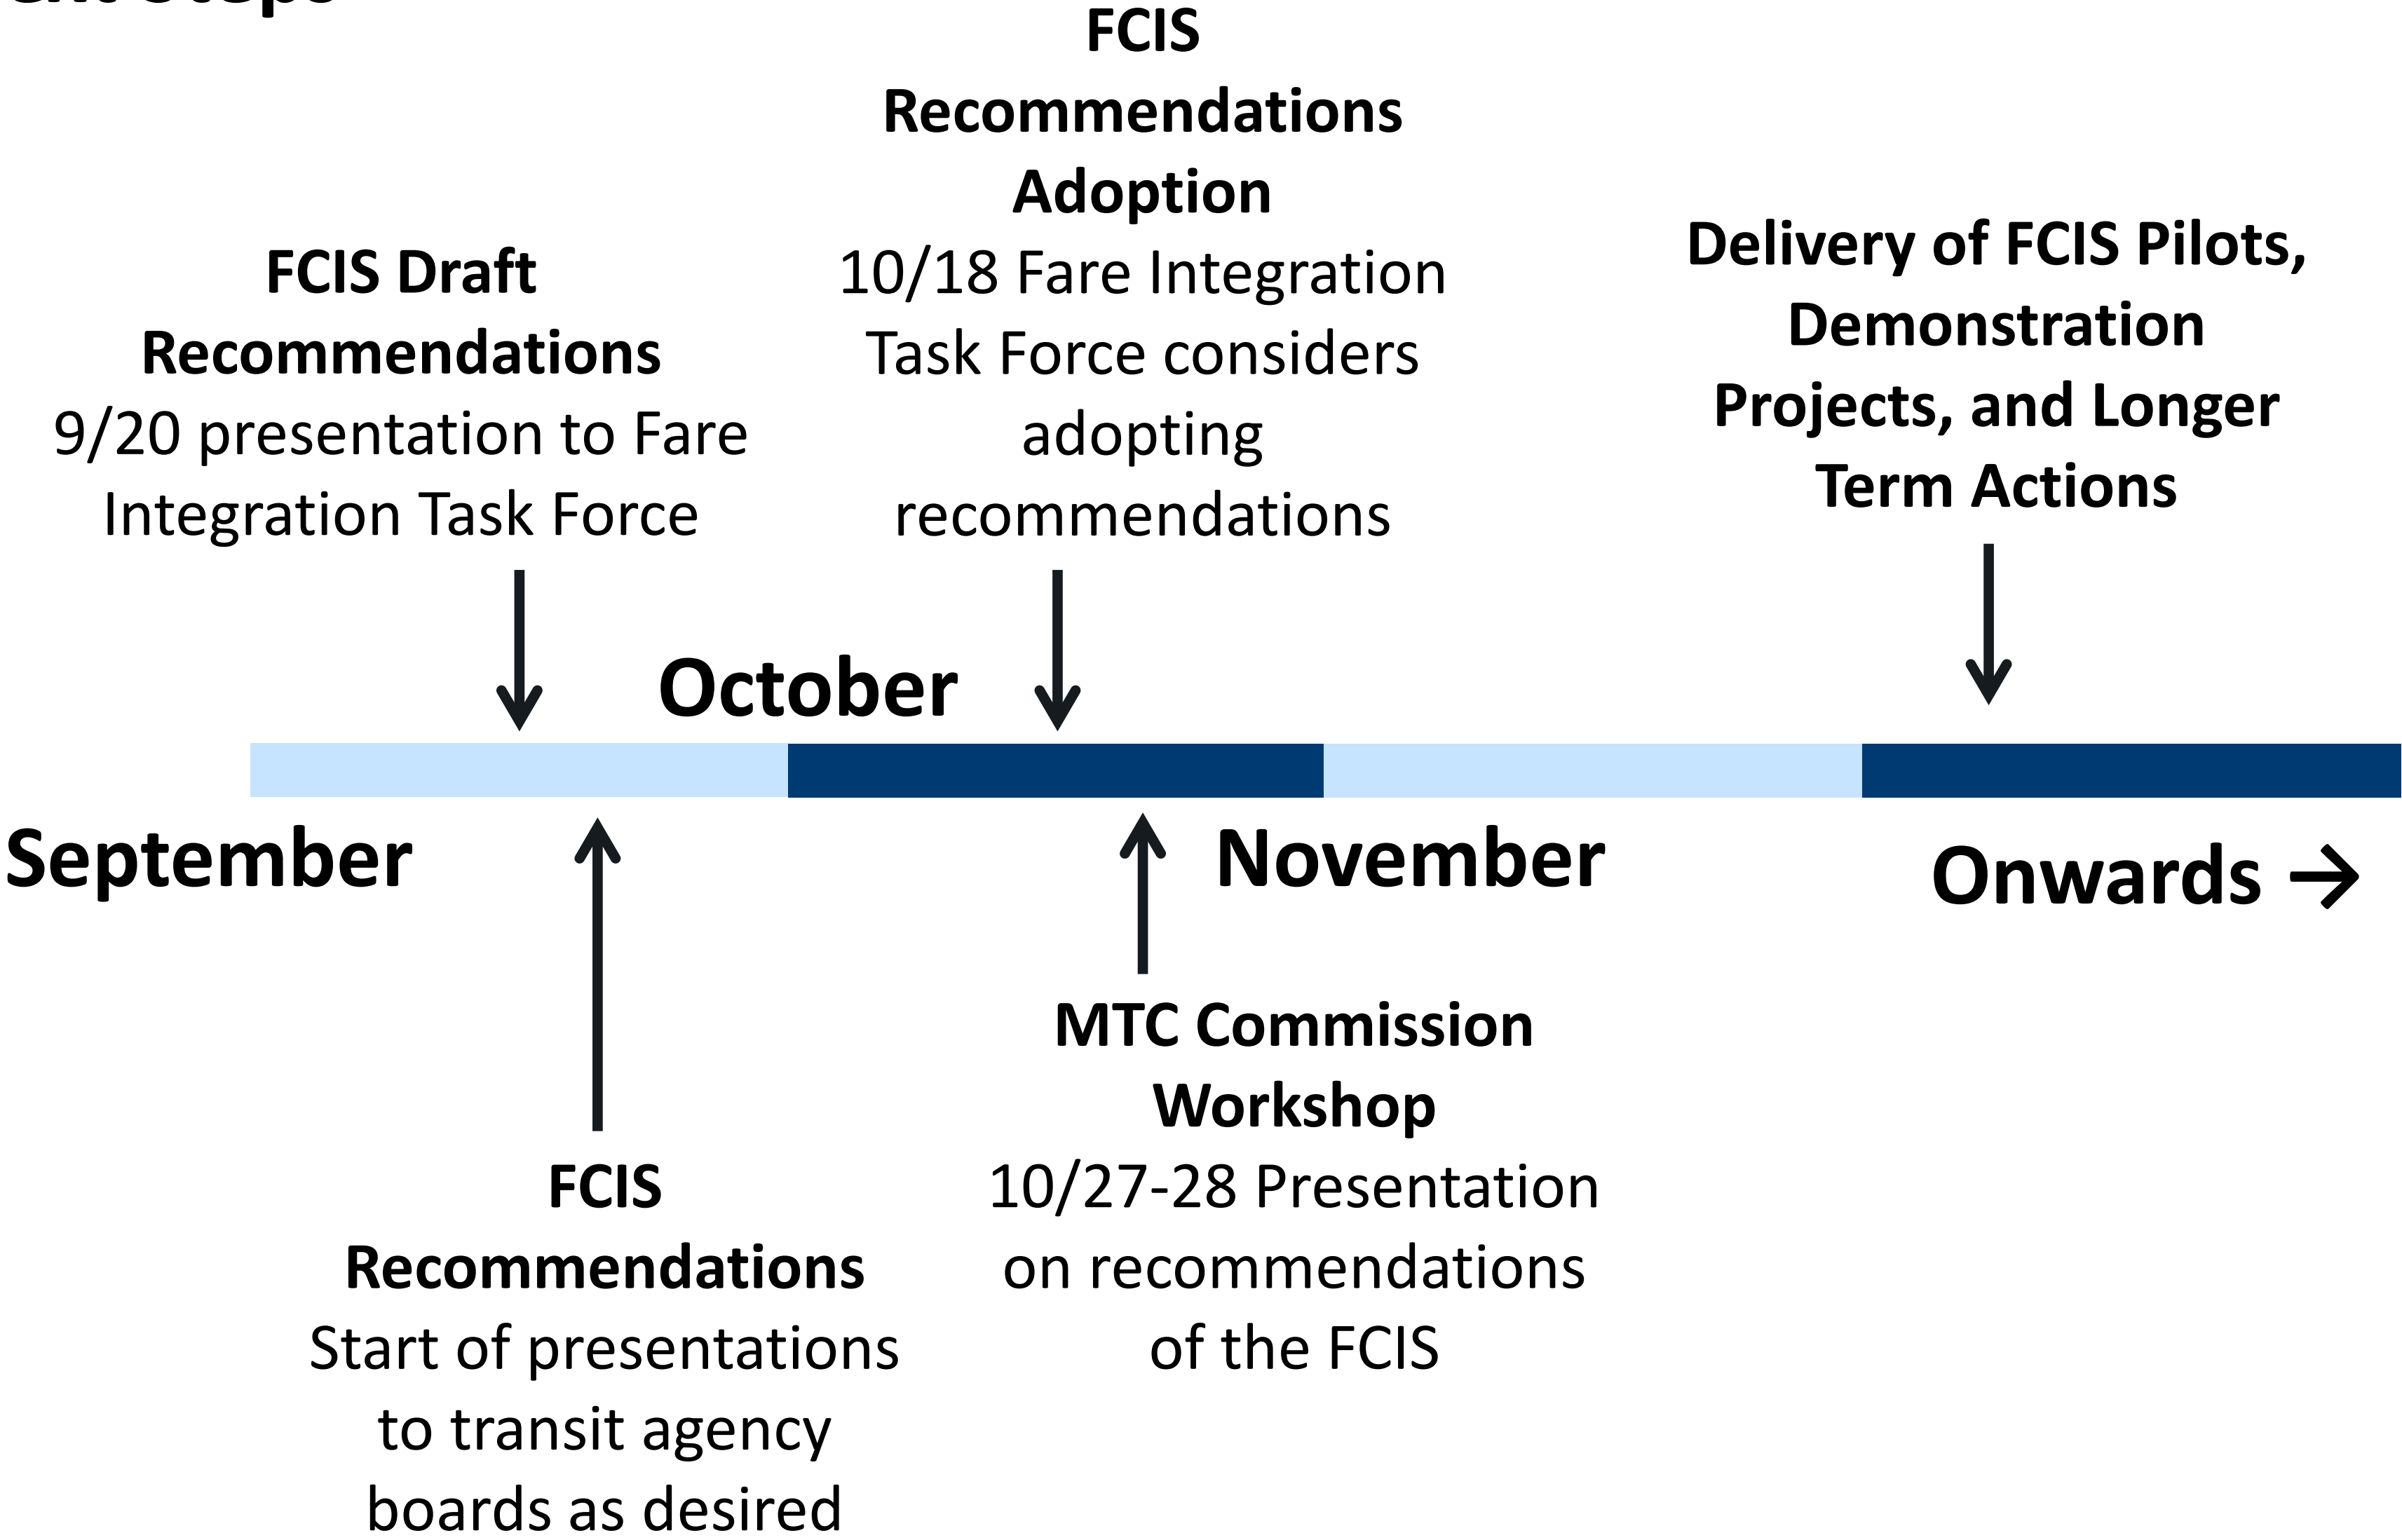 FCIS
Recommendations
Adoption
10/18 Fare Integration
Task Force considers
adopting
recommendations
FCIS Draft
Recommendations
9/20 presentation to Fare
Integration Task Force
Delivery of FCIS Pilots,
Demonstration
Projects, and Longer
Term Actions
October
September
November
Onwards →
FCIS
Recommendations
Start of presentations
to transit agency
boards as desired
MTC Commission
Workshop
10/27-28 Presentation
on recommendations
of the FCIS